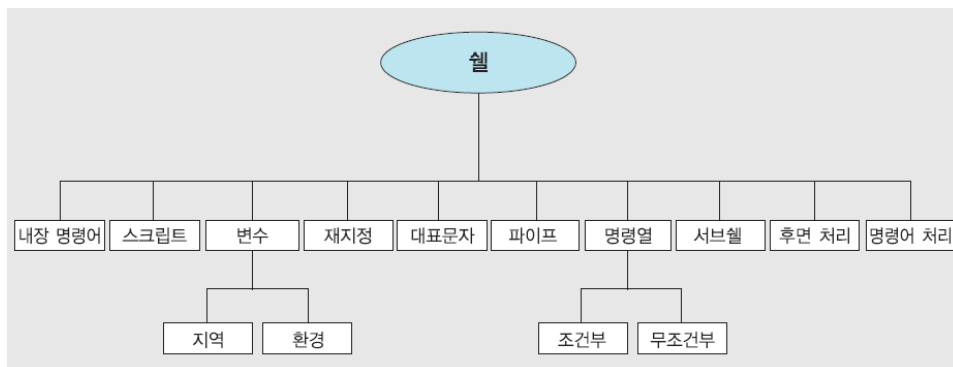 쉘
내장 명령어 스크립트 변수 재지정 대표문자 파이프 명령열 서브쉘 후면 처리 명령어 처리
지역 환경 조건부 무조건부